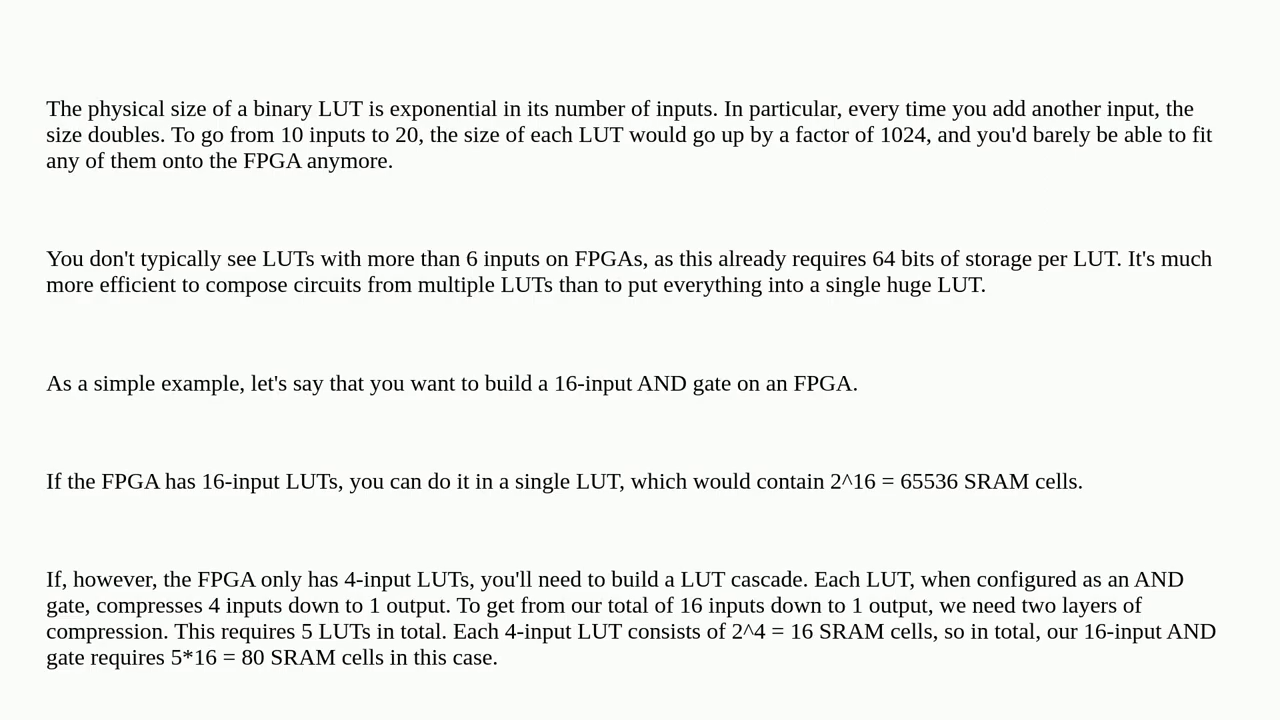 The physical size of a binary LUT is exponential in its number of inputs. In particular, every time you add another input, the
size doubles. To go from 10 inputs to 20, the size of each LUT would go up by a factor of 1024, and you'd barely be able to fit
any of them onto the FPGA anymore.
You don't typically see LUTs with more than 6 inputs on FPGAs, as this already requires 64 bits of storage per LUT. It's much
more efficient to compose circuits from multiple LUTs than to put everything into a single huge LUT.
As a simple example, let's say that you want to build a 16-input AND gate on an FPGA.
If the FPGA has 16-input LUTs, you can do it in a single LUT, which would contain 2^16 = 65536 SRAM cells.
If, however, the FPGA only has 4-input LUTs, you'll need to build a LUT cascade. Each LUT, when configured as an AND
gate, compresses 4 inputs down to 1 output. To get from our total of 16 inputs down to 1 output, we need two layers of
compression. This requires 5 LUTs in total. Each 4-input LUT consists of 2^4 = 16 SRAM cells, so in total, our 16-input AND
gate requires 5*16 = 80 SRAM cells in this case.